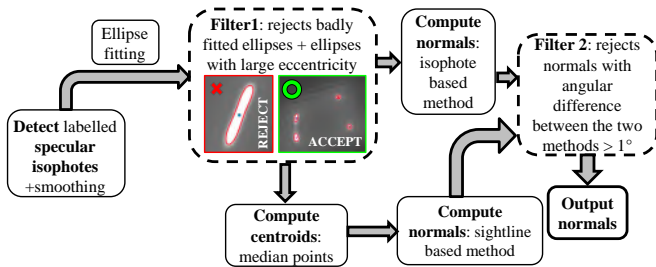 Ellipse
fitting
Detect labelled
specular
isophotes
+smoothing
Filter1: rejects badly
fitted ellipses + ellipses
with large eccentricity
REJECT
ACCEPT
Compute
normals:
isophote
based
method
Compute
centroids:
median points
Compute
normals: sightline
based method
Filter 2: rejects
normals with
angular
difference
between the two
methods > 1°
Output
normals